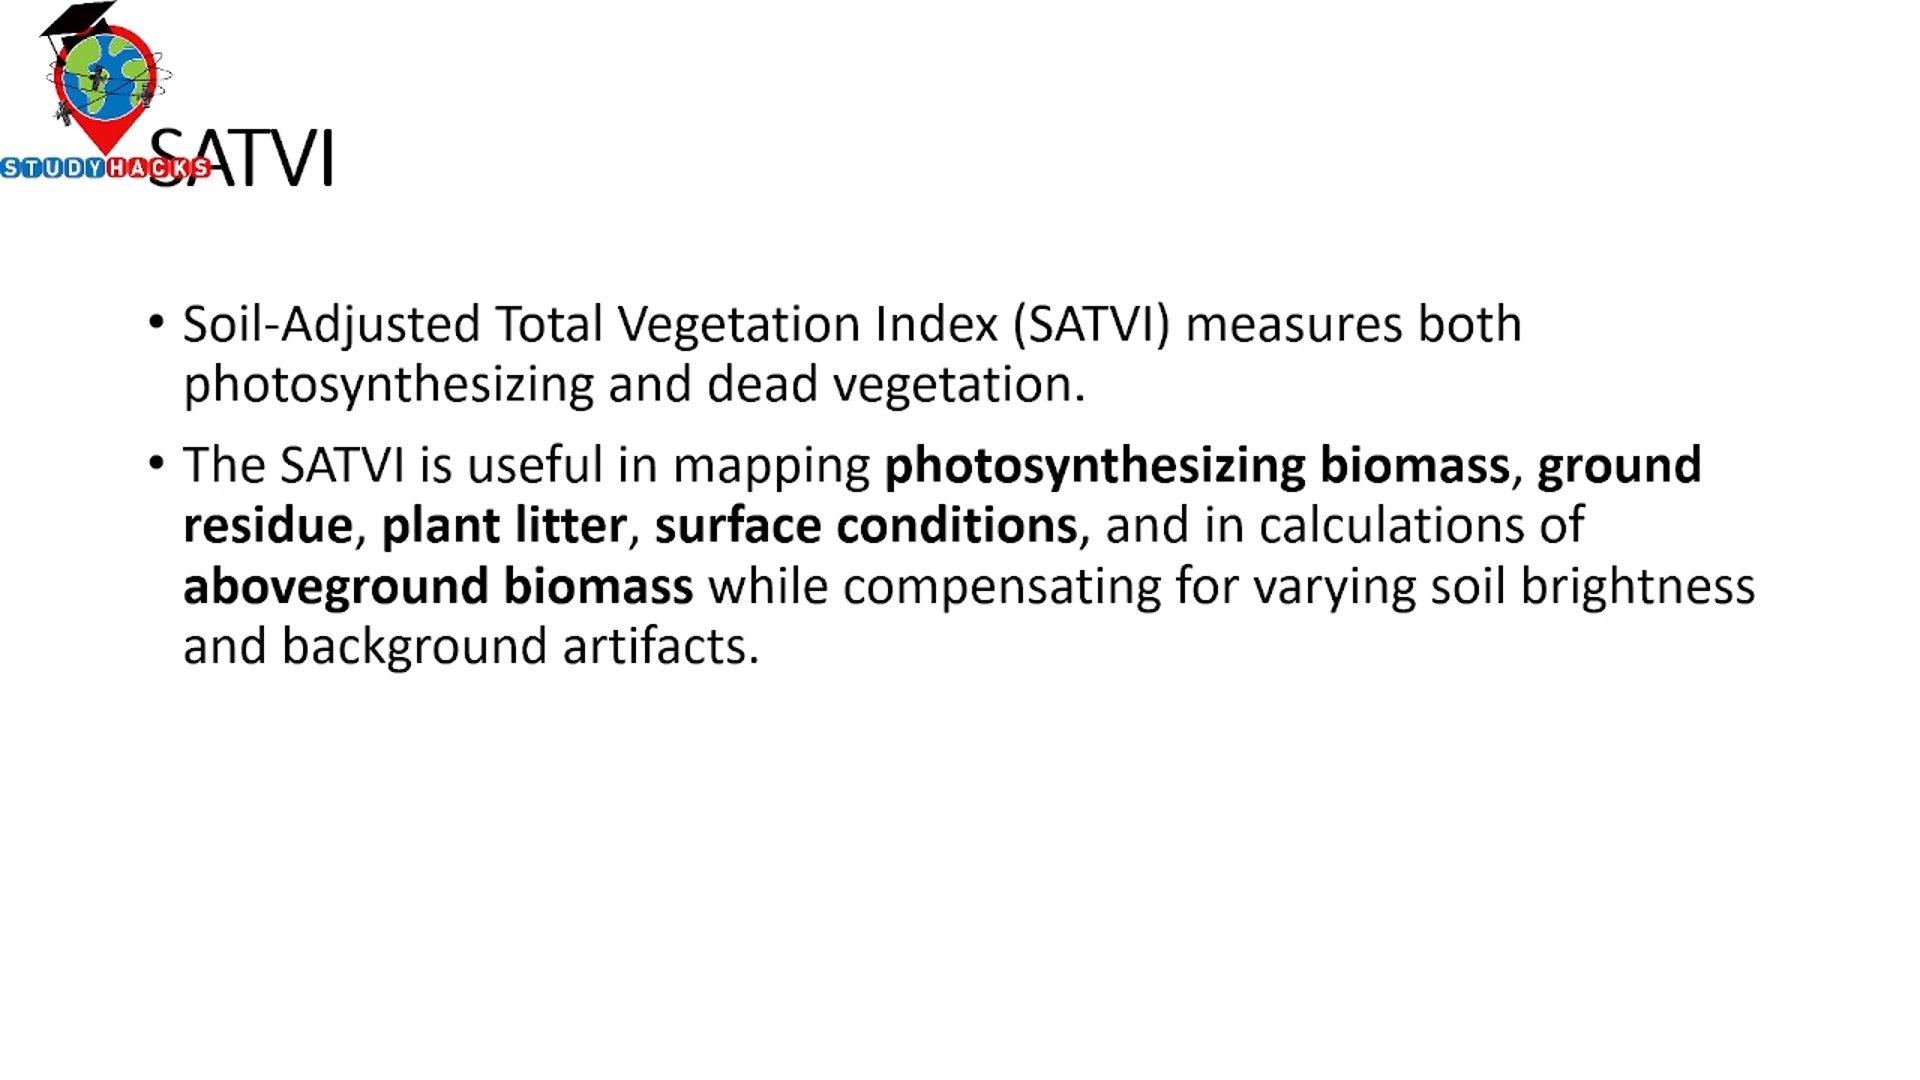 STUDYHACKS
SATVI
• Soil-Adjusted Total Vegetation Index (SATVI) measures both
photosynthesizing and dead vegetation.
• The SATVI is useful in mapping photosynthesizing biomass, ground
residue, plant litter, surface conditions, and in calculations of
aboveground biomass while compensating for varying soil brightness
and background artifacts.